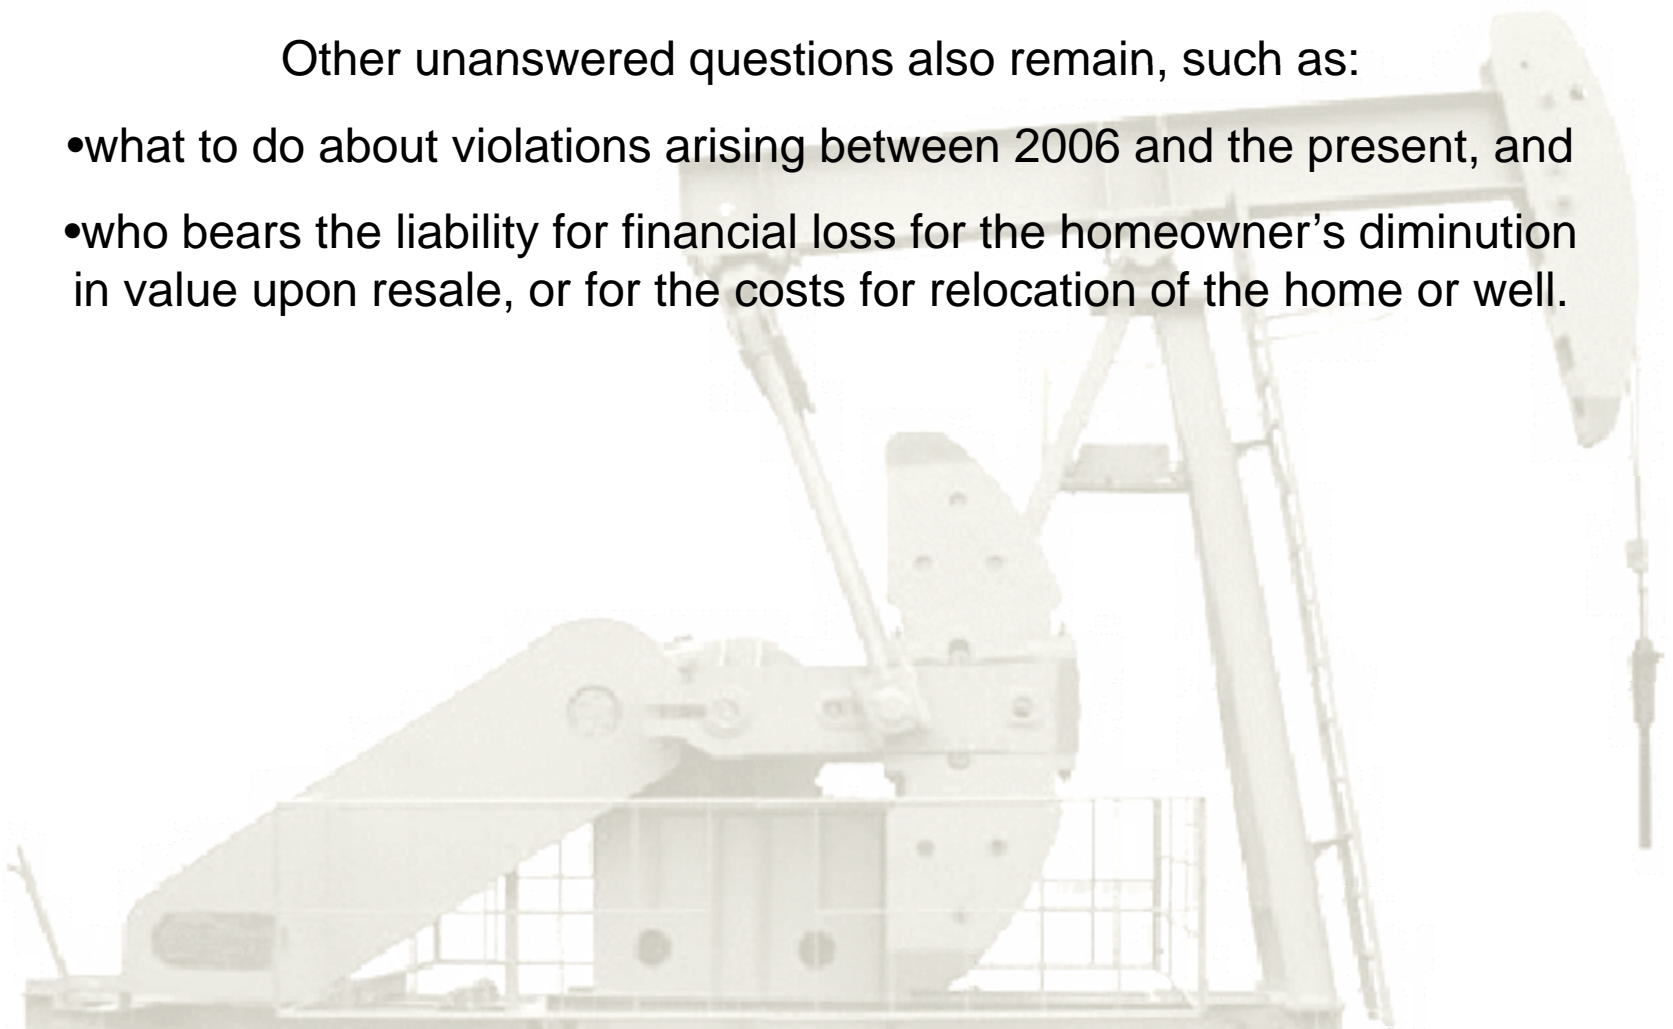 Other unanswered questions also remain, such as:
•what to do about violations arising between 2006 and the present, and
•who bears the liability for financial loss for the homeowner’s diminution
in value upon resale, or for the costs for relocation of the home or well.